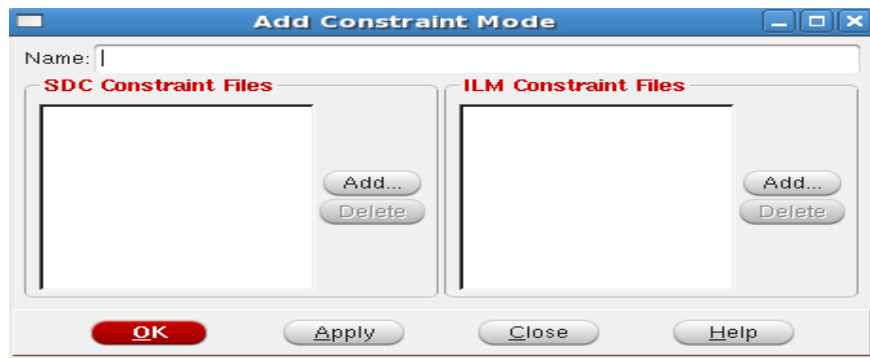 Add Constraint Mode
Name:
SDC Constraint Files
ILM Constraint Files
Add...
Delete
Add...
Delete
OK
Apply
Close
Help